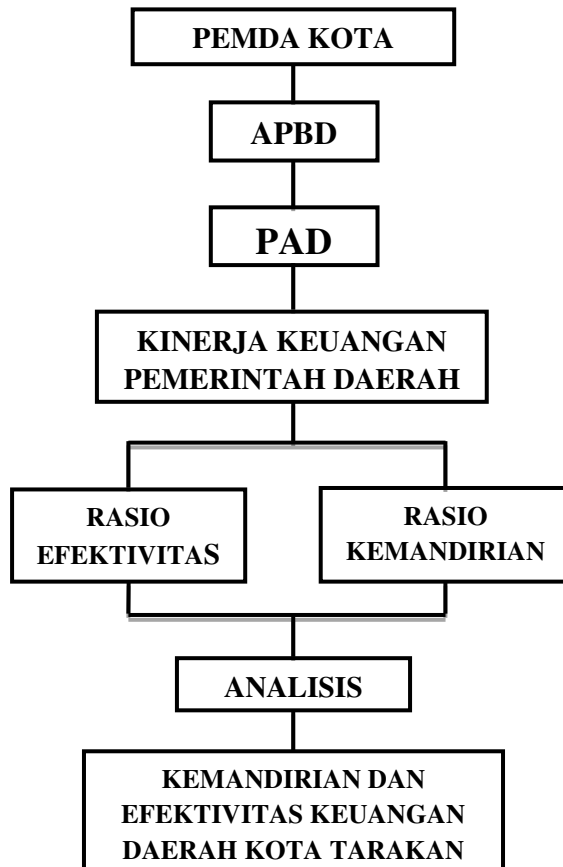 PEMDA KOTA
APBD
PAD
KINERJA KEUANGAN
PEMERINTAH DAERAH
RASIO
EFEKTIVITAS
RASIO
KEMANDIRIAN
ANALISIS
KEMANDIRIAN DAN
EFEKTIVITAS KEUANGAN
DAERAH KOTA TARAKAN